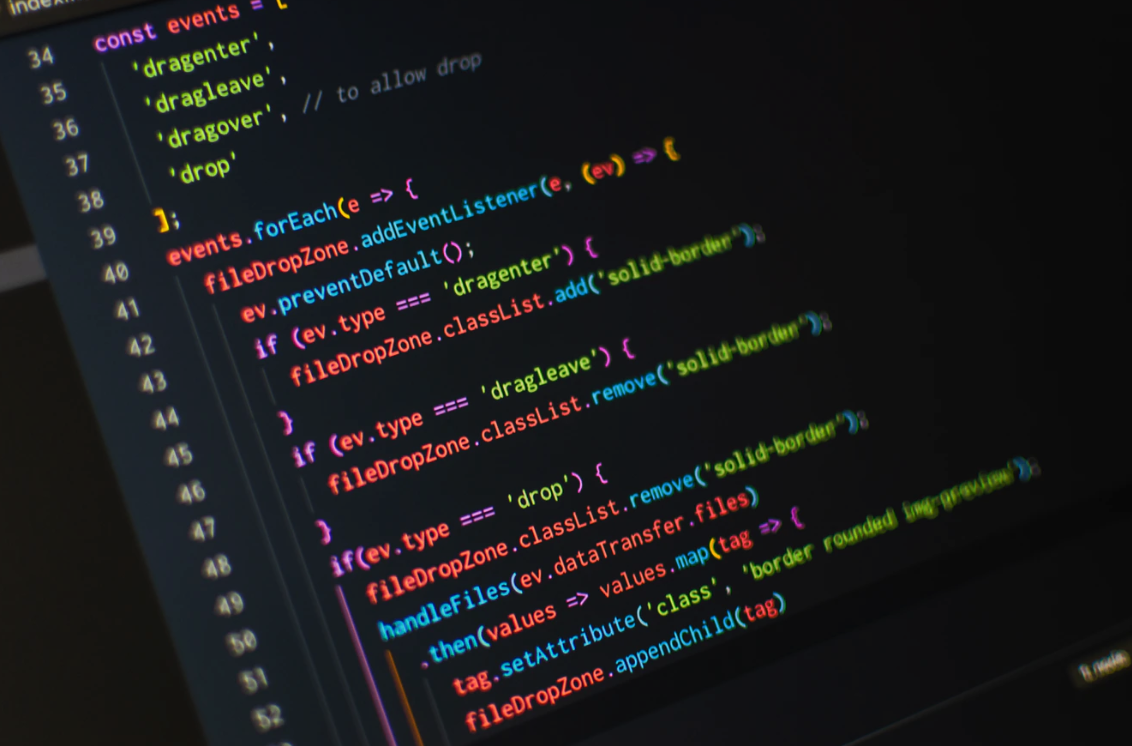 34 const events = [
35 'dragenter',
36 'dragleave',
37 'dragover', // to allow drop
38 'drop'
39 ];
40 events.forEach(e => {
41 fileDropZone.addEventListener(e, (ev) => {
42 ev.preventDefault();
43 if (ev.type === 'dragenter') {
44 fileDropZone.classList.add('solid-border');
45 }
46 if (ev.type === 'dragleave') {
47 fileDropZone.classList.remove('solid-border');
48 }
49 if(ev.type === 'drop') {
50 fileDropZone.classList.remove('solid-border');
51 handleFiles(ev.dataTransfer.files)
52 .then(values => values.map(tag => {
tag.setAttribute('class', 'border rounded img-preview');
fileDropZone.appendChild(tag)